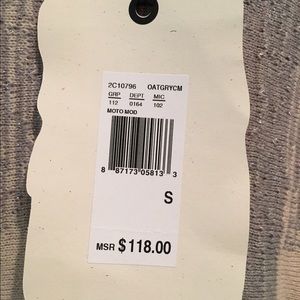 2C10796 OATGRYCM
GRP DEPT MIC
112 0164 102
MOTO MOD
8 87173 05813 3
S
MSR $118.00